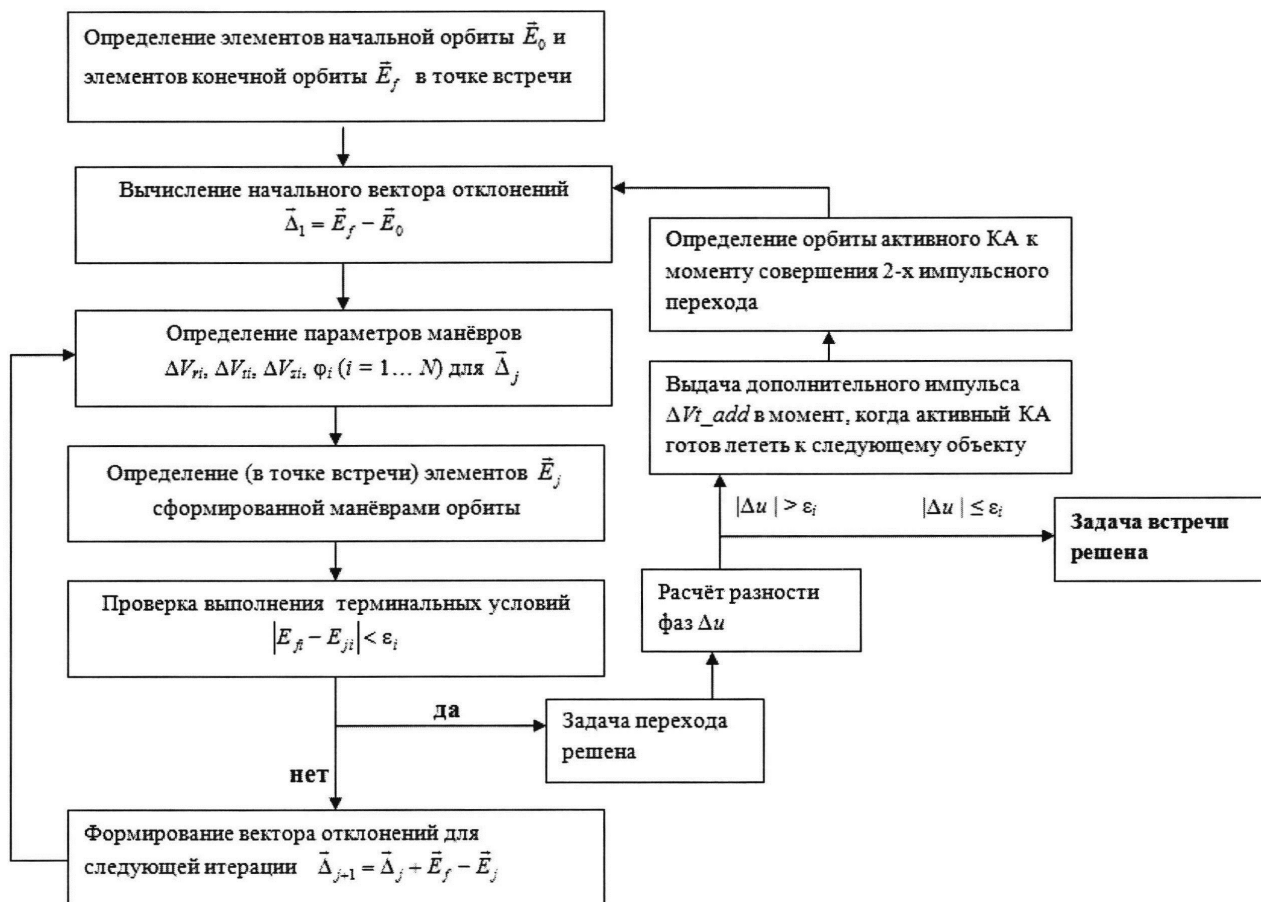 Определение элементов начальной орбиты E⃗₀ и
элементов конечной орбиты E⃗_f в точке встречи
Вычисление начального вектора отклонений
Δ⃗₁ = E⃗_f − E⃗₀
Определение параметров манёвров
ΔV_ri, ΔV_ti, ΔV_zi, φ_i (i = 1... N) для Δ⃗_j
Определение (в точке встречи) элементов E⃗_j
сформированной манёврами орбиты
Проверка выполнения терминальных условий
|E_fi − E_ji| < ε_i
да
нет
Формирование вектора отклонений для
следующей итерации Δ⃗_j+1 = Δ⃗_j + E⃗_f − E⃗_j
Задача перехода
решена
Расчёт разности
фаз Δu
|Δu| > ε_i
|Δu| ≤ ε_i
Задача встречи
решена
Выдача дополнительного импульса
ΔVt_add в момент, когда активный КА
готов лететь к следующему объекту
Определение орбиты активного КА к
моменту совершения 2-х импульсного
перехода